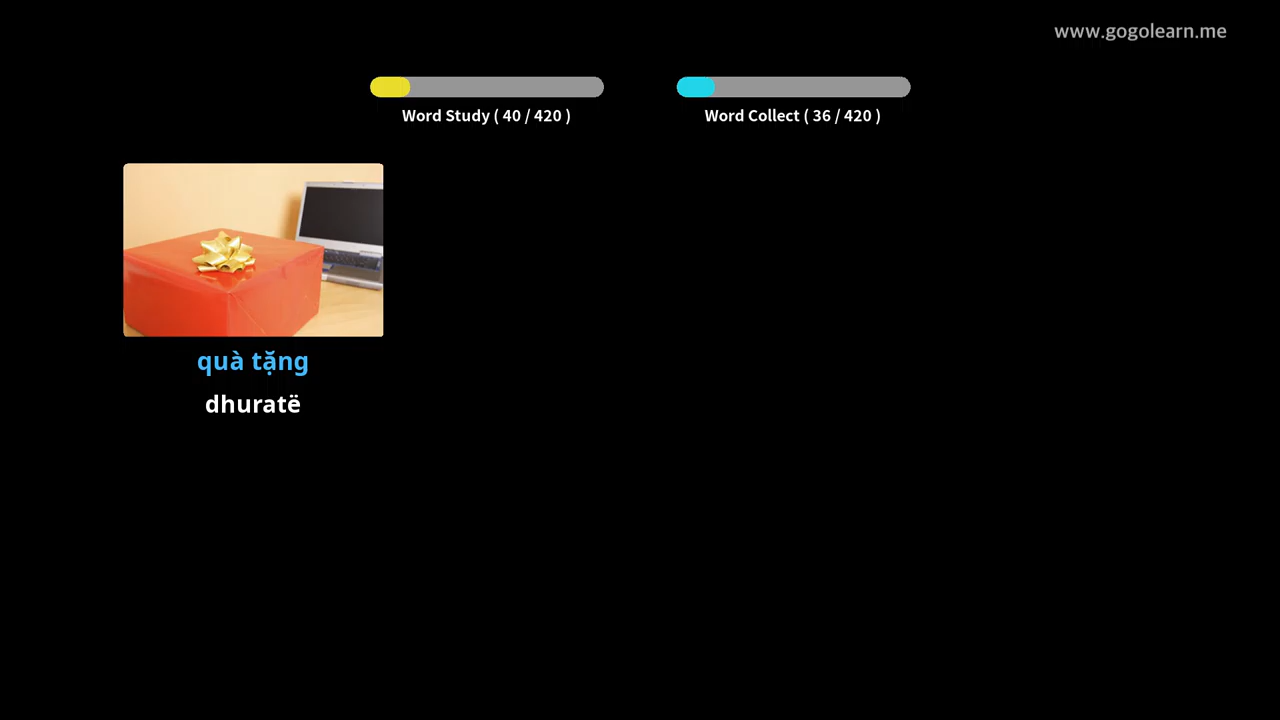 www.gogolearn.me
Word Study ( 40 / 420 )
Word Collect ( 36 / 420 )
quà tặng
dhuratë